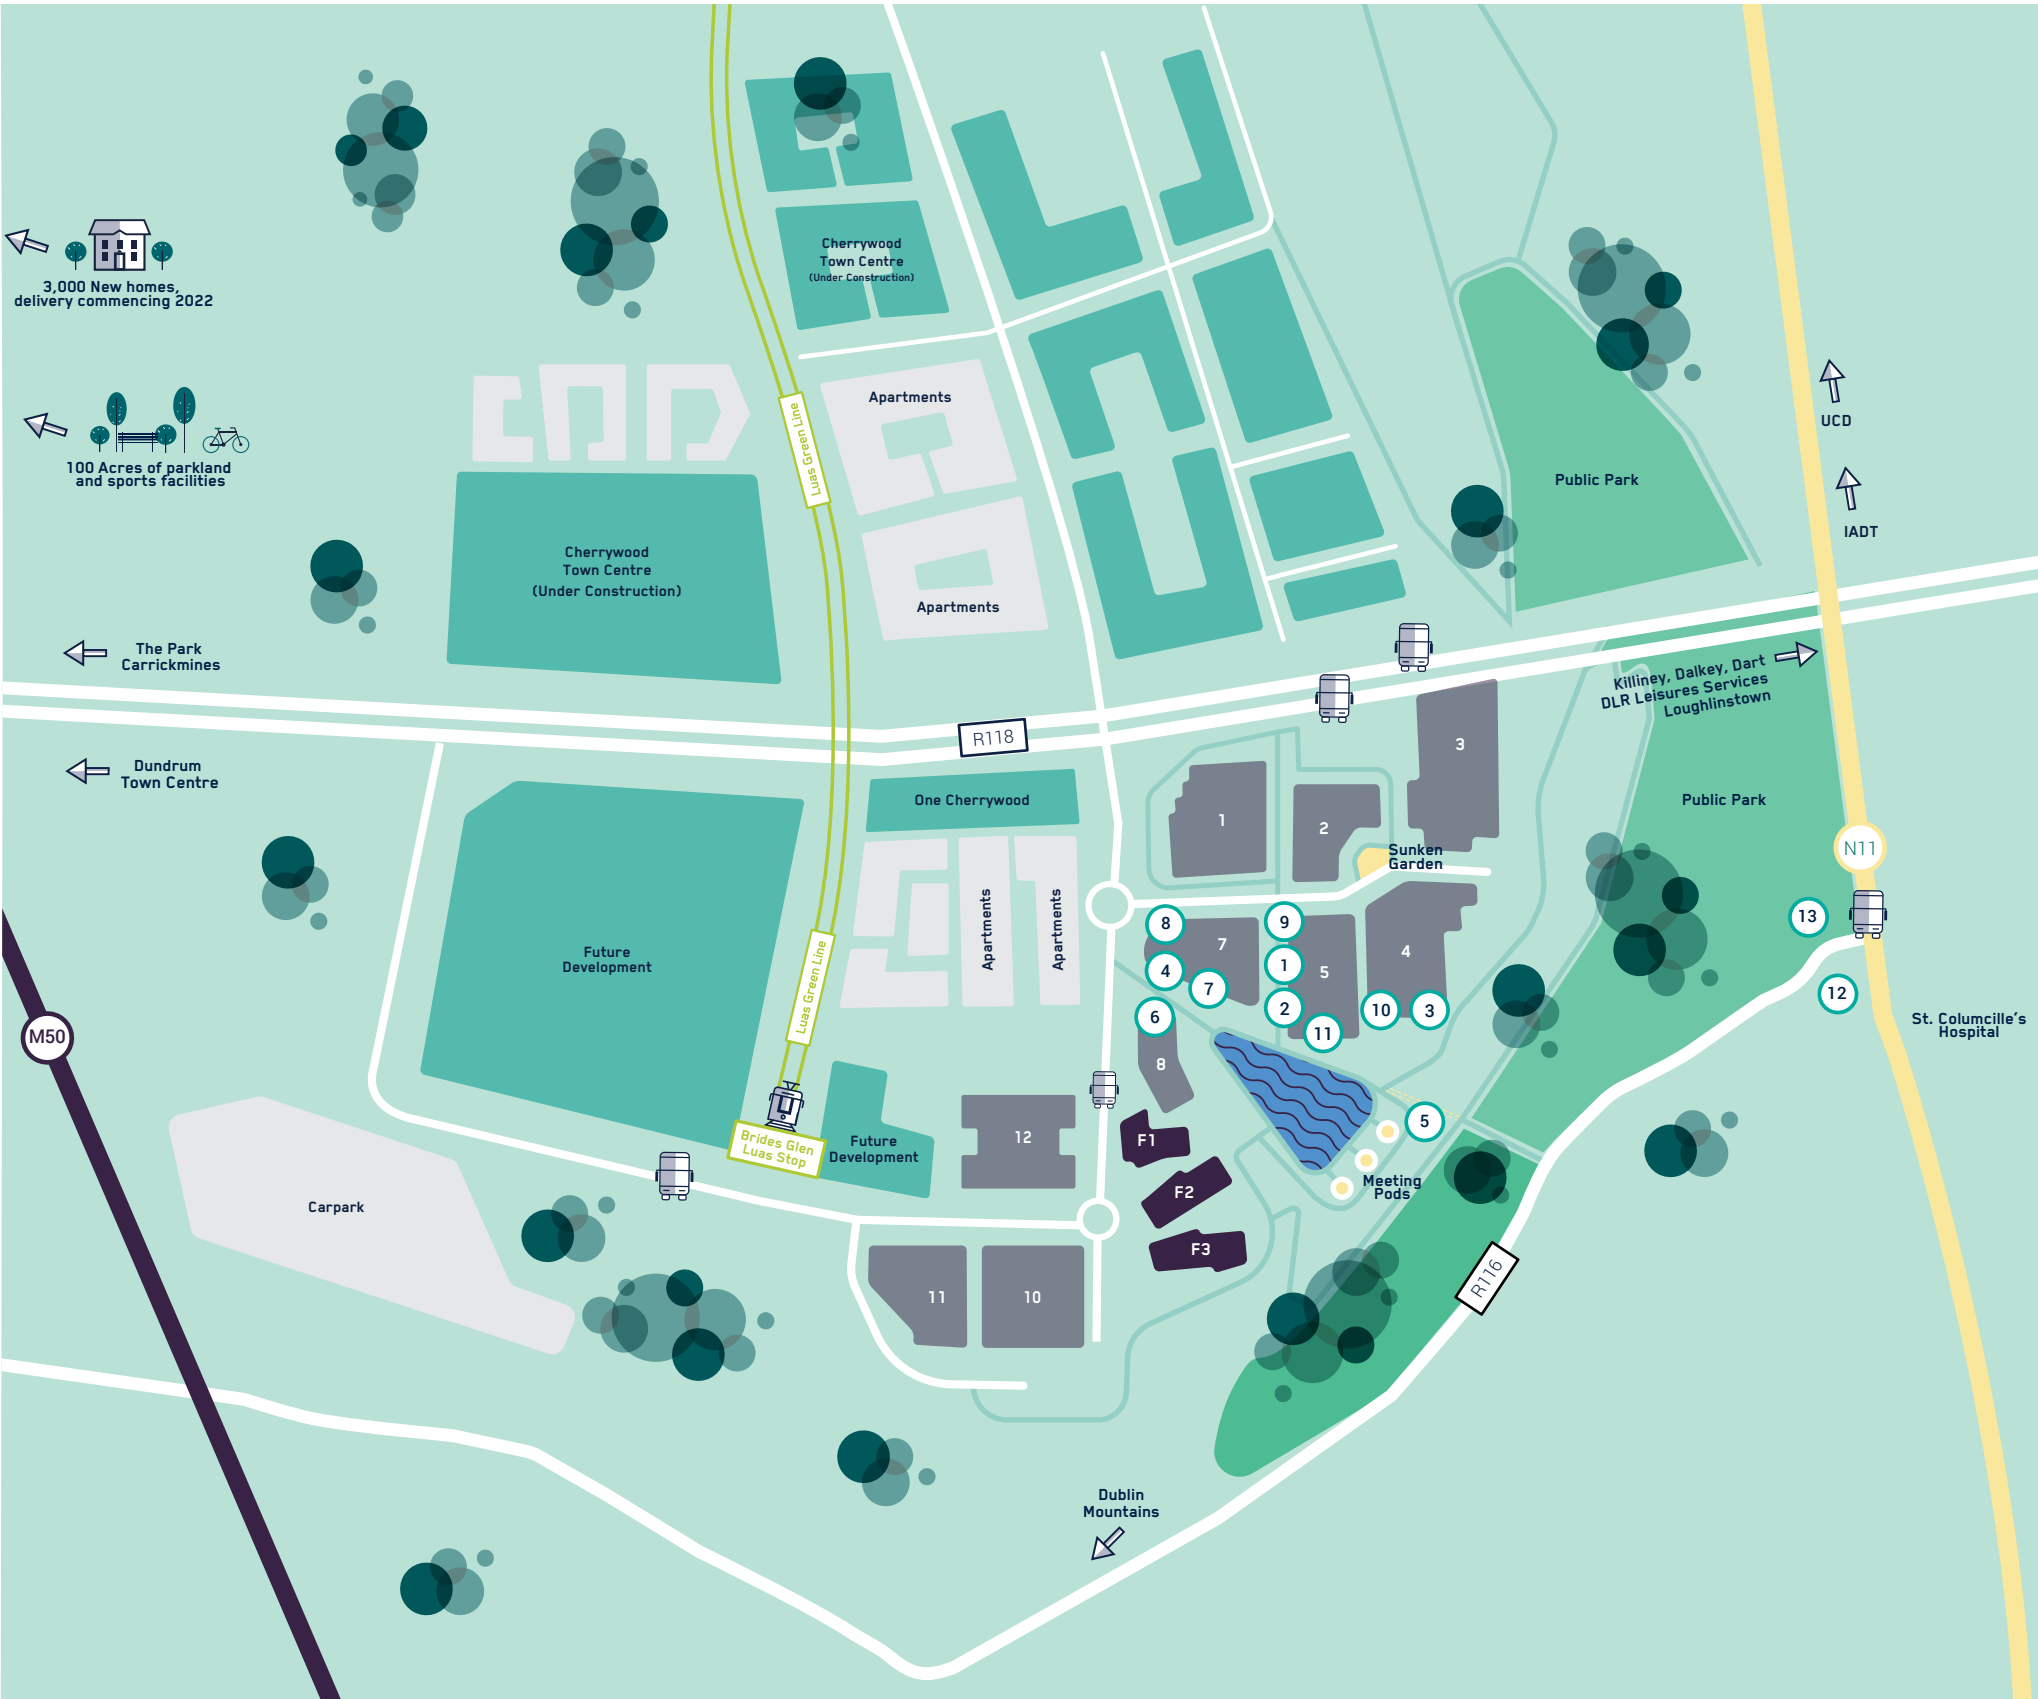 Cherrywood
Town Centre
(Under Construction)
3,000 New homes,
delivery commencing 2022
Luas Green Line
Apartments
UCD
100 Acres of parkland
and sports facilities
Public Park
IADT
Cherrywood
Town Centre
(Under Construction)
Apartments
The Park
Carrickmines
Killiney, Dalkey, Dart
DLR Leisures Services
Loughlinstown
R118
3
Dundrum
Town Centre
One Cherrywood
Public Park
1
2
Sunken
Garden
N11
Apartments
Apartments
8
9
13
7
Future
Development
Luas Green Line
4
1
5
4
7
2
10
3
12
6
11
St. Columcille's
Hospital
M50
8
5
Brides Glen
Luas Stop
Future
Development
12
F1
Meeting
Pods
F2
Carpark
F3
R116
11
10
Dublin
Mountains